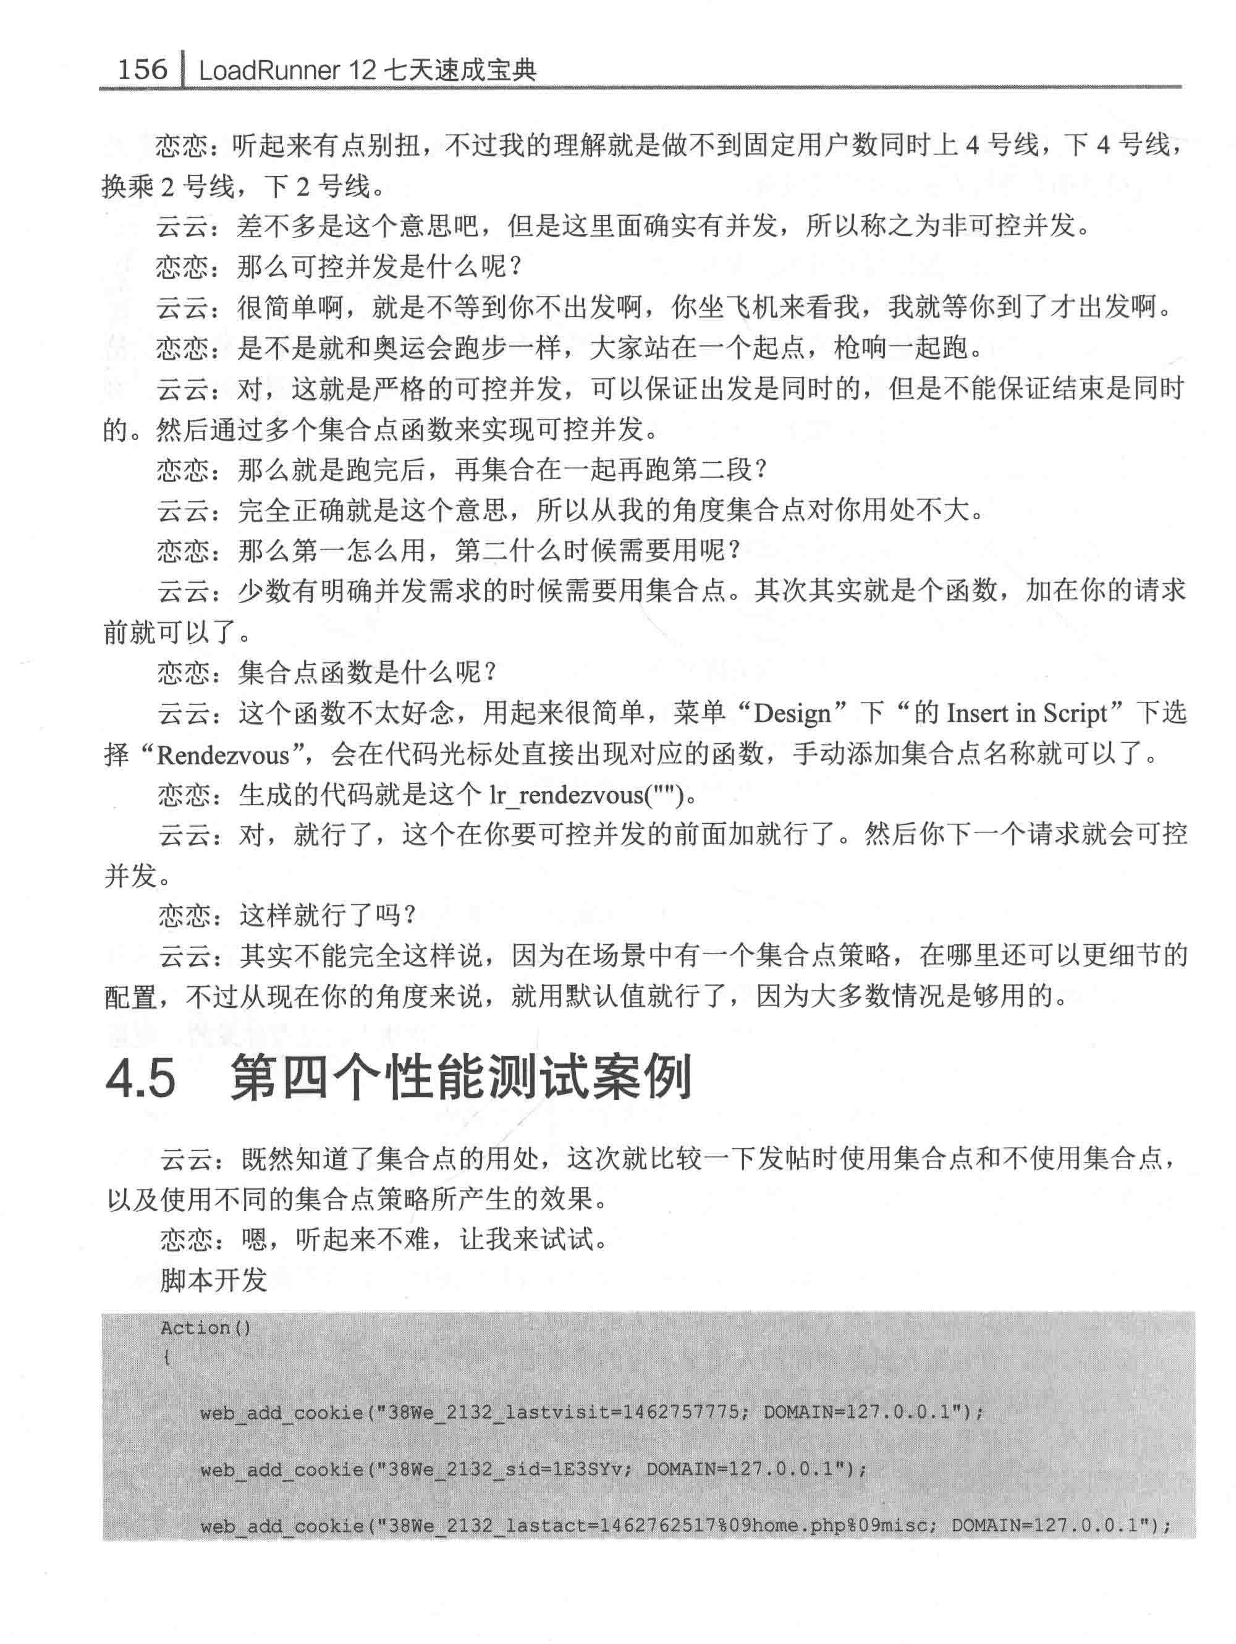 156 LoadRunner 12 七天速成宝典
恋恋：听起来有点别扭，不过我的理解就是做不到固定用户数同时上 4 号线，下 4 号线，
换乘 2 号线，下 2 号线。
云云：差不多是这个意思吧，但是这里面确实有并发，所以称之为非可控并发。
恋恋：那么可控并发是什么呢？
云云：很简单啊，就是不等到你不出发啊，你坐飞机来看我，我就等你到了才出发啊。
恋恋：是不是就和奥运会跑步一样，大家站在一个起点，枪响一起跑。
云云：对，这就是严格的可控并发，可以保证出发是同时的，但是不能保证结束是同时
的。然后通过多个集合点函数来实现可控并发。
恋恋：那么就是跑完后，再集合在一起再跑第二段？
云云：完全正确就是这个意思，所以从我的角度集合点对你用处不大。
恋恋：那么第一怎么用，第二什么时候需要用呢？
云云：少数有明确并发需求的时候需要用集合点。其次其实就是个函数，加在你的请求
前就可以了。
恋恋：集合点函数是什么呢？
云云：这个函数不太好念，用起来很简单，菜单“Design”下“的 Insert in Script”下选
择“Rendezvous”，会在代码光标处直接出现对应的函数，手动添加集合点名称就可以了。
恋恋：生成的代码就是这个 lr_rendezvous("")。
云云：对，就行了，这个在你要可控并发的前面加就行了。然后你下一个请求就会可控
并发。
恋恋：这样就行了吗？
云云：其实不能完全这样说，因为在场景中有一个集合点策略，在哪里还可以更细节的
配置，不过从现在你的角度来说，就用默认值就行了，因为大多数情况是够用的。
4.5 第四个性能测试案例
云云：既然知道了集合点的用处，这次就比较一下发帖时使用集合点和不使用集合点，
以及使用不同的集合点策略所产生的效果。
恋恋：嗯，听起来不难，让我来试试。
脚本开发
Action()
{
web_add_cookie("38We_2132_lastvisit=1462757775; DOMAIN=127.0.0.1");
web_add_cookie("38We_2132_sid=1E3SYv; DOMAIN=127.0.0.1");
web_add_cookie("38We_2132_lastact=1462762517%09home.php%09misc; DOMAIN=127.0.0.1");